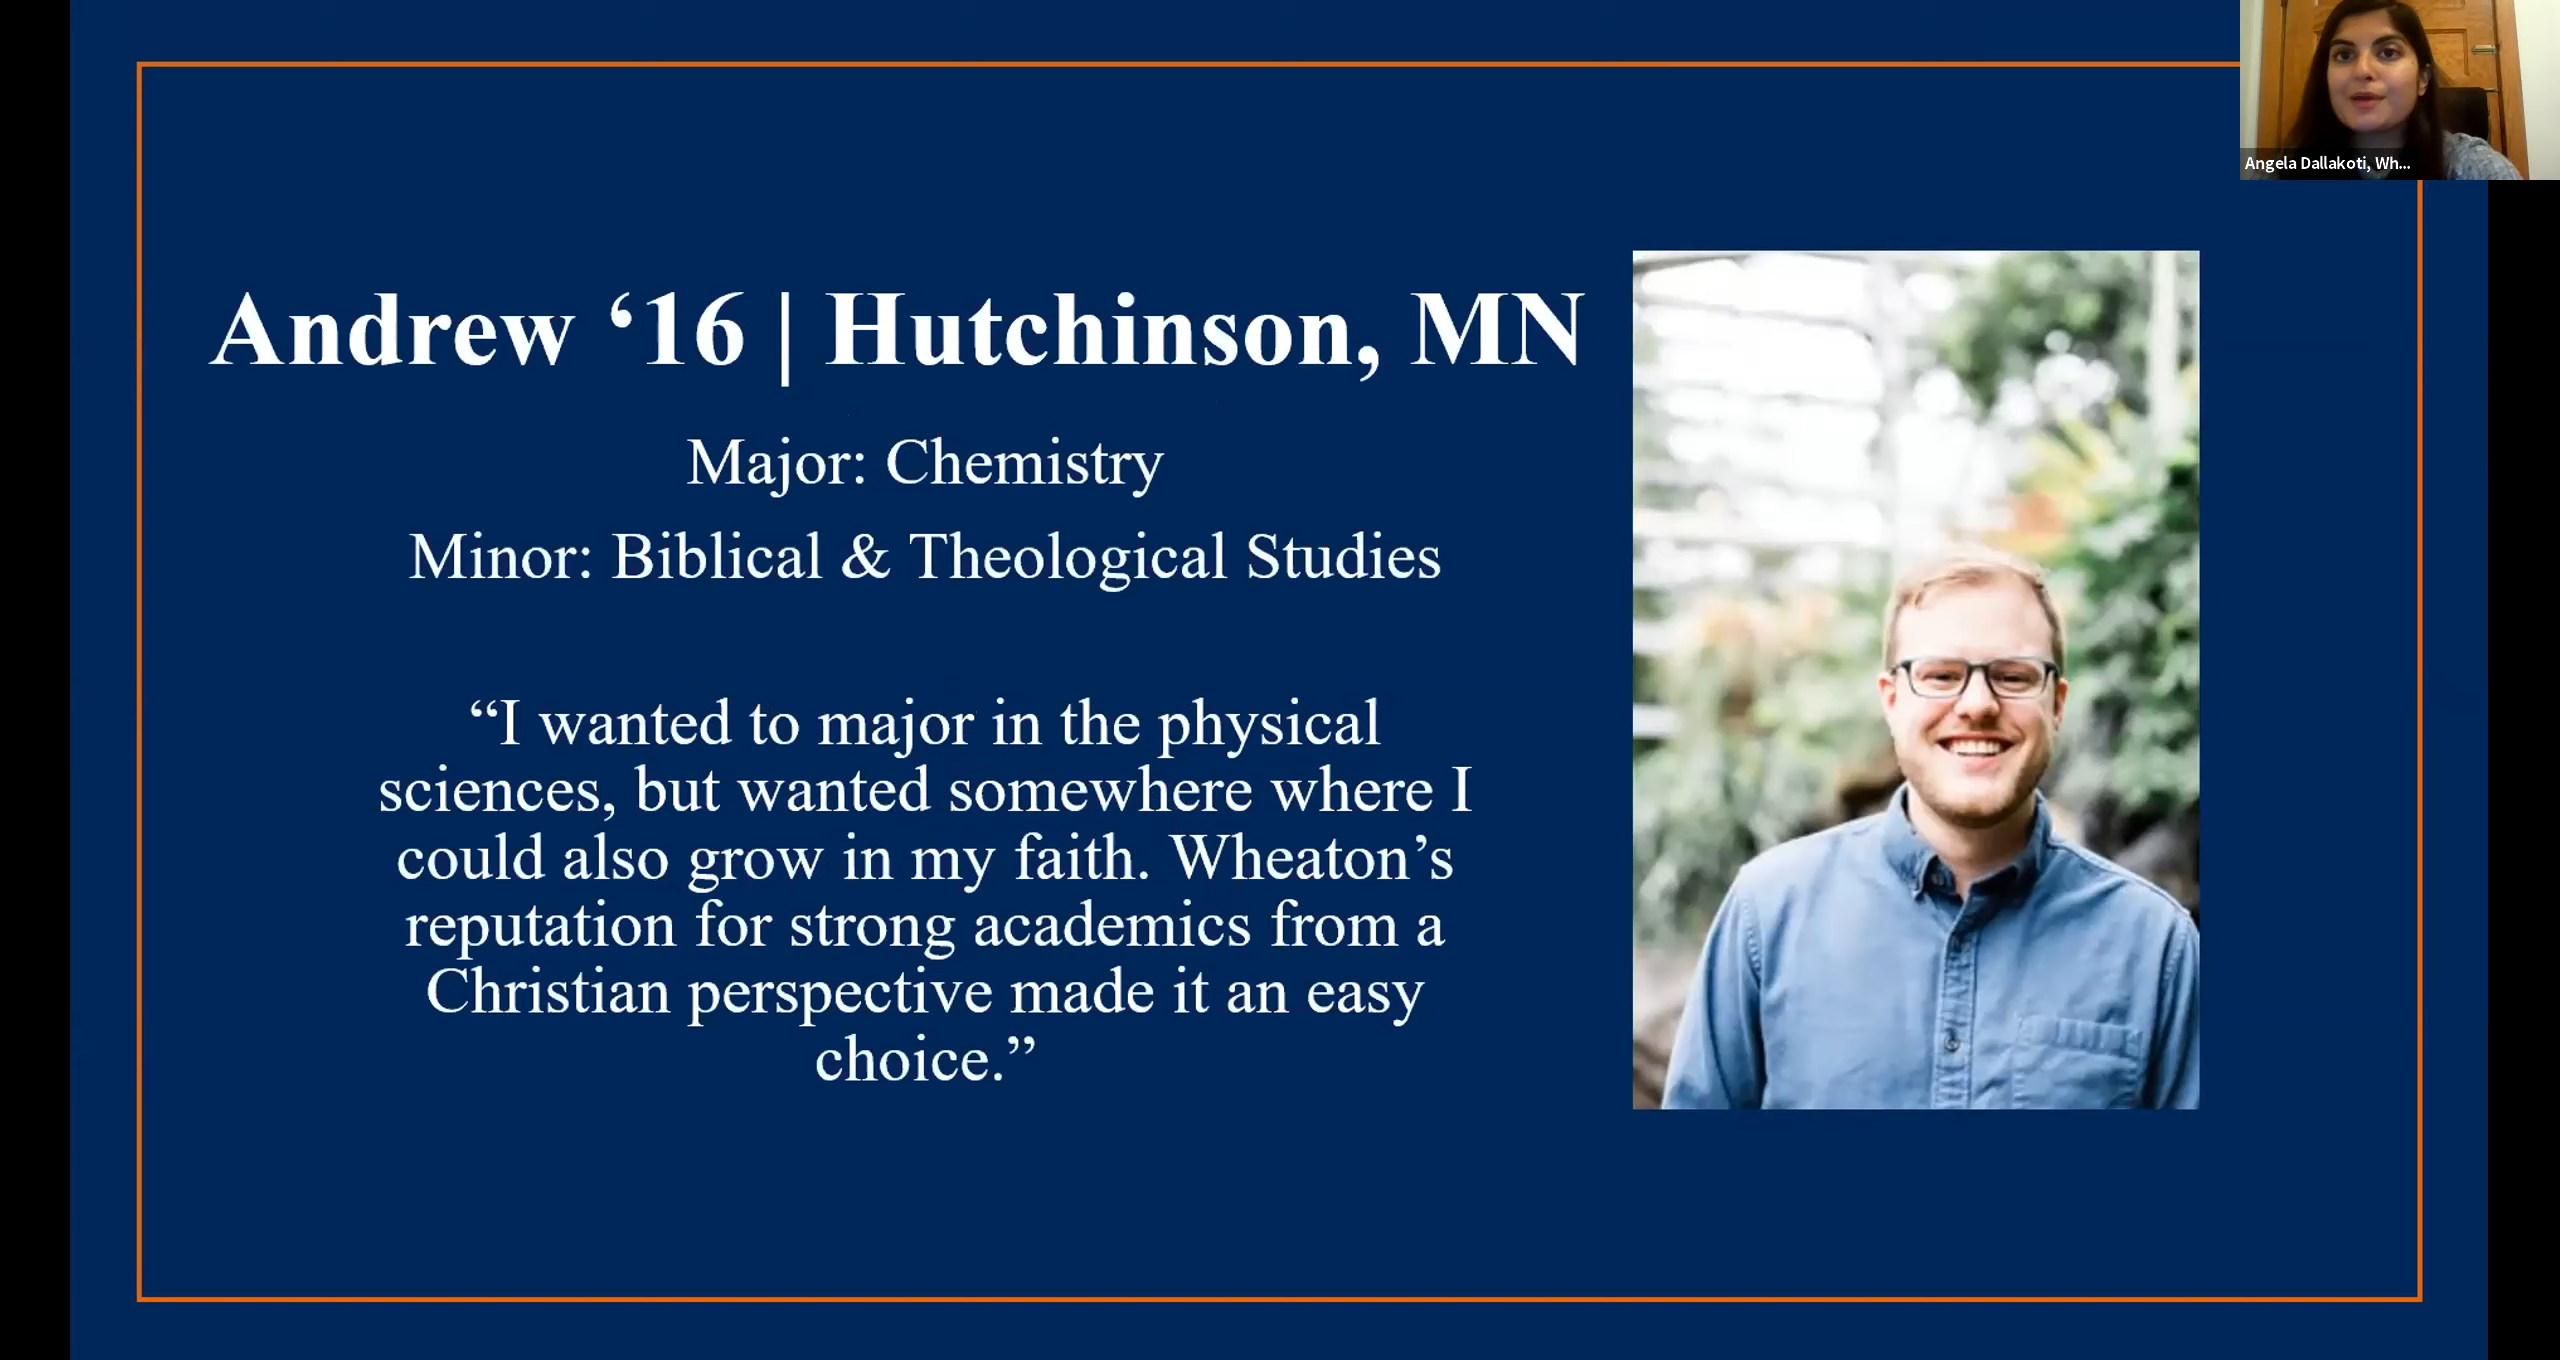 Angela Dallakoti, Wh...
Andrew ‘16 | Hutchinson, MN
Major: Chemistry
Minor: Biblical & Theological Studies
“I wanted to major in the physical
sciences, but wanted somewhere where I
could also grow in my faith. Wheaton’s
reputation for strong academics from a
Christian perspective made it an easy
choice.”